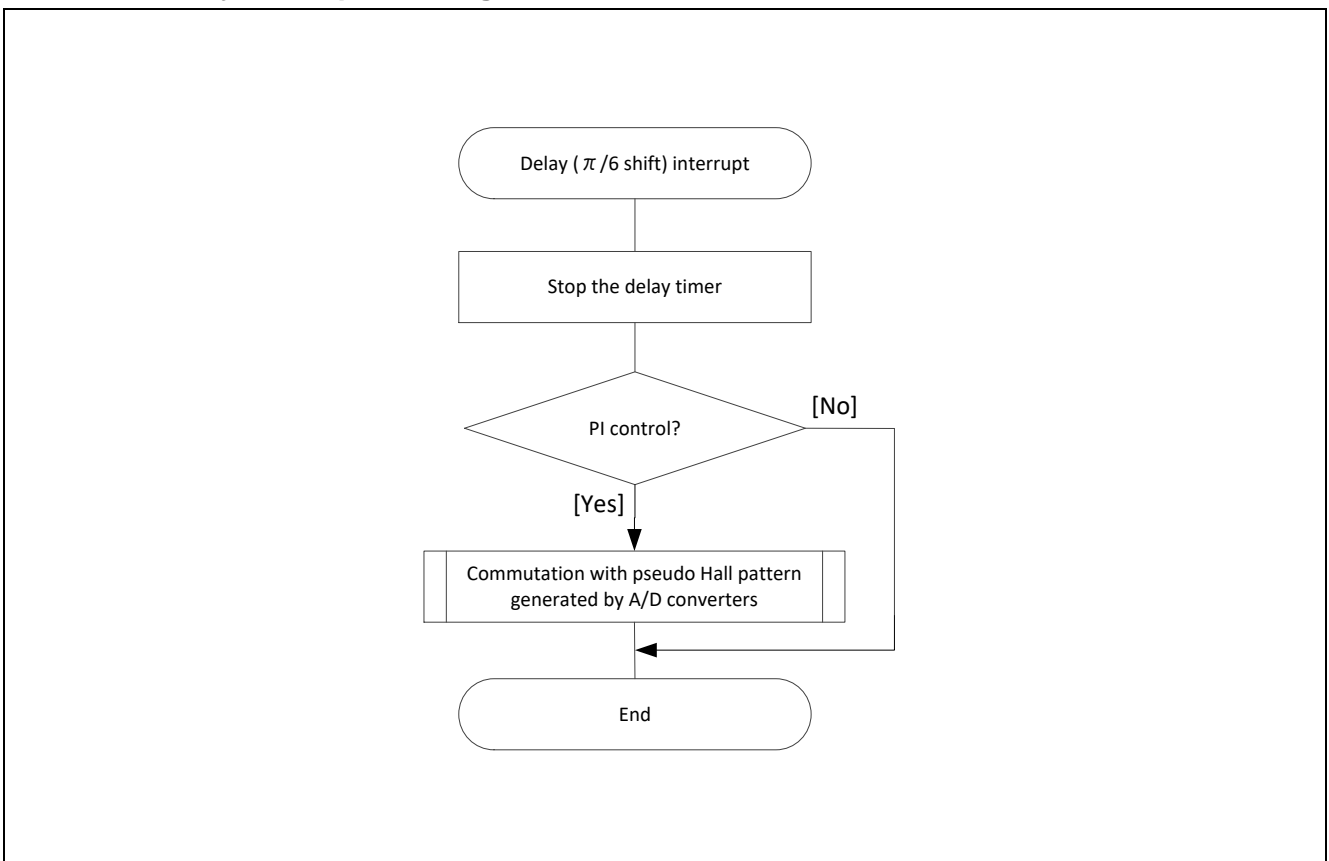 Delay ( π /6 shift) interrupt
Stop the delay timer
PI control?
[No]
[Yes]
Commutation with pseudo Hall pattern
generated by A/D converters
End